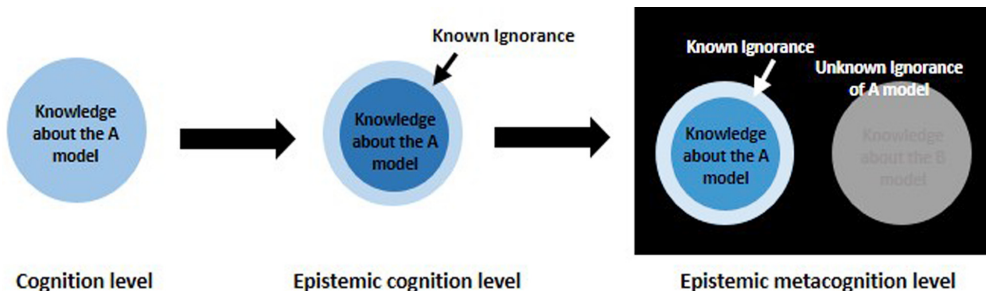 Knowledge
about the A
model
Known Ignorance
Knowledge
about the A
model
Known Ignorance
Unknown Ignorance
of A model
Knowledge
about the A
model
Knowledge
about the B
model
Cognition level
Epistemic cognition level
Epistemic metacognition level